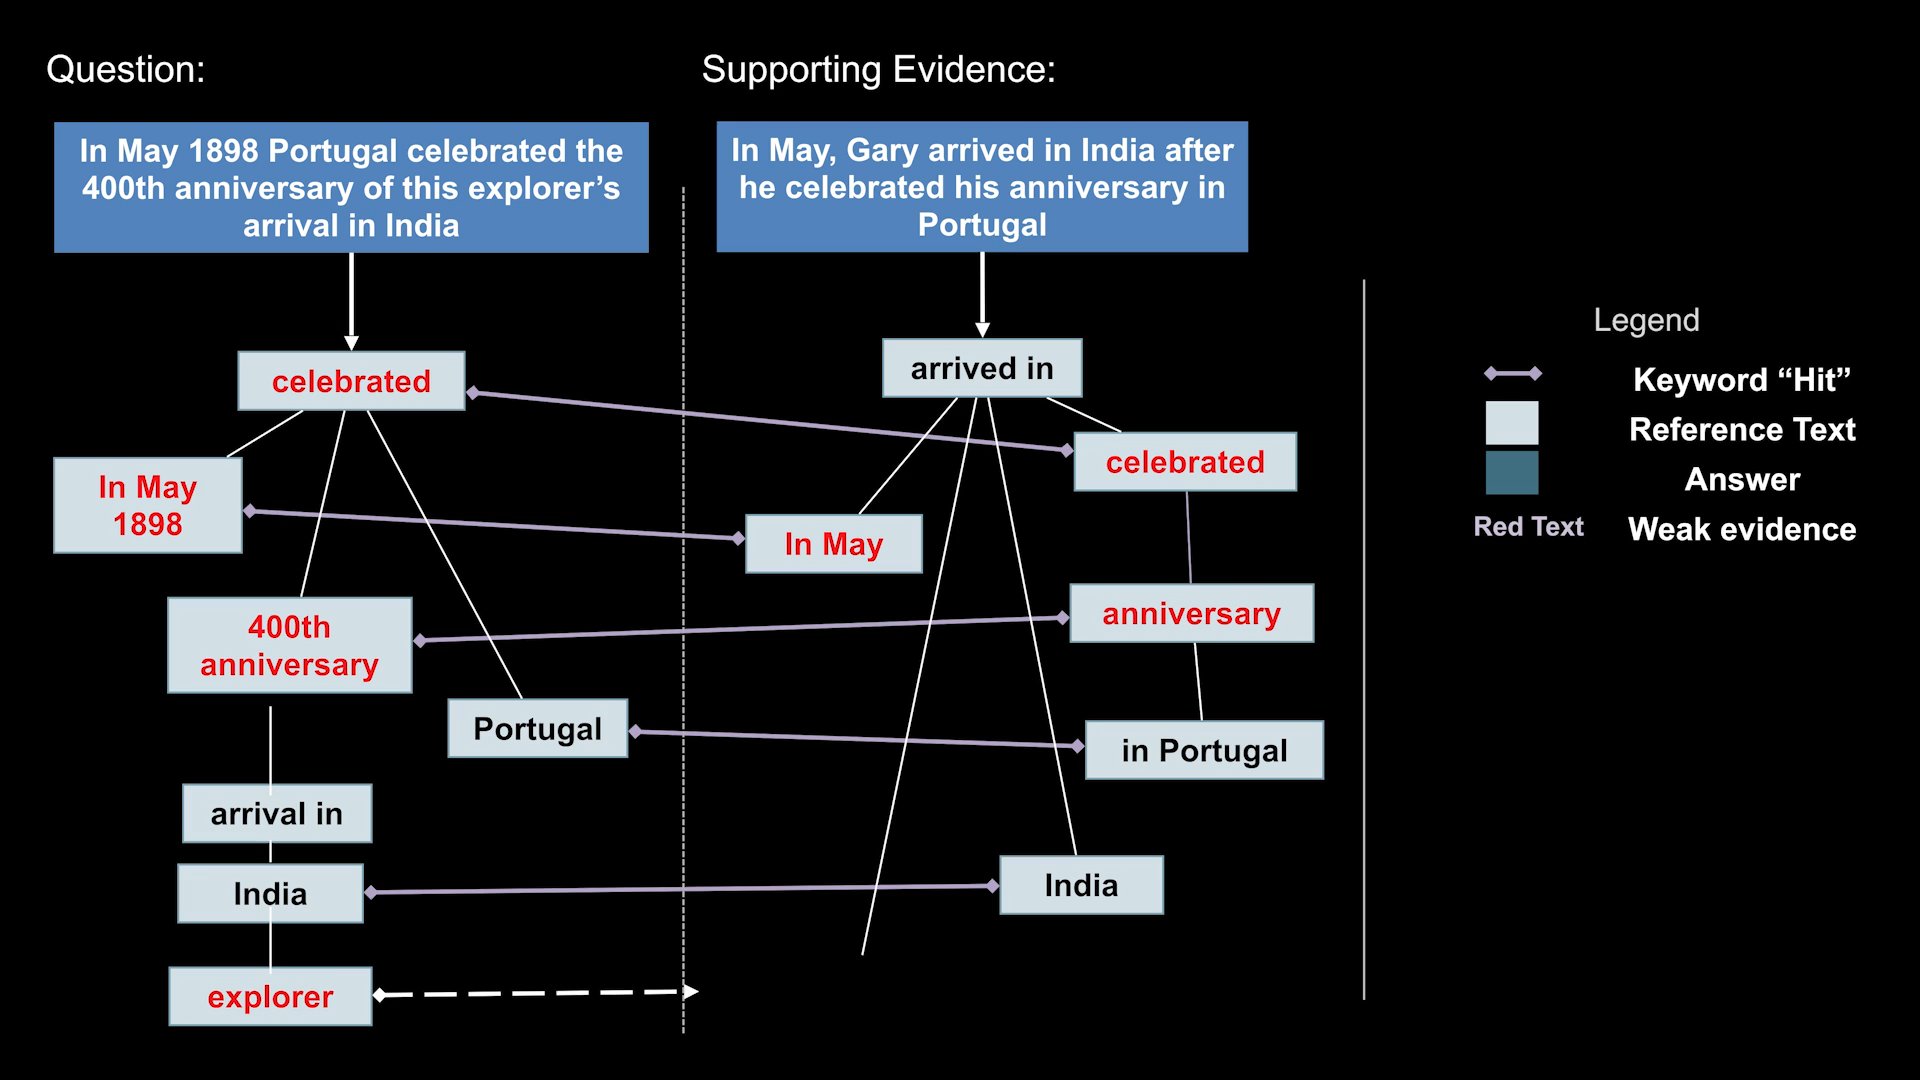 Question:
In May 1898 Portugal celebrated the
400th anniversary of this explorer’s
arrival in India
celebrated
In May
1898
400th
anniversary
Portugal
arrival in
India
explorer
Supporting Evidence:
In May, Gary arrived in India after
he celebrated his anniversary in
Portugal
arrived in
celebrated
In May
anniversary
in Portugal
India
Legend
Keyword “Hit”
Reference Text
Answer
Red Text
Weak evidence